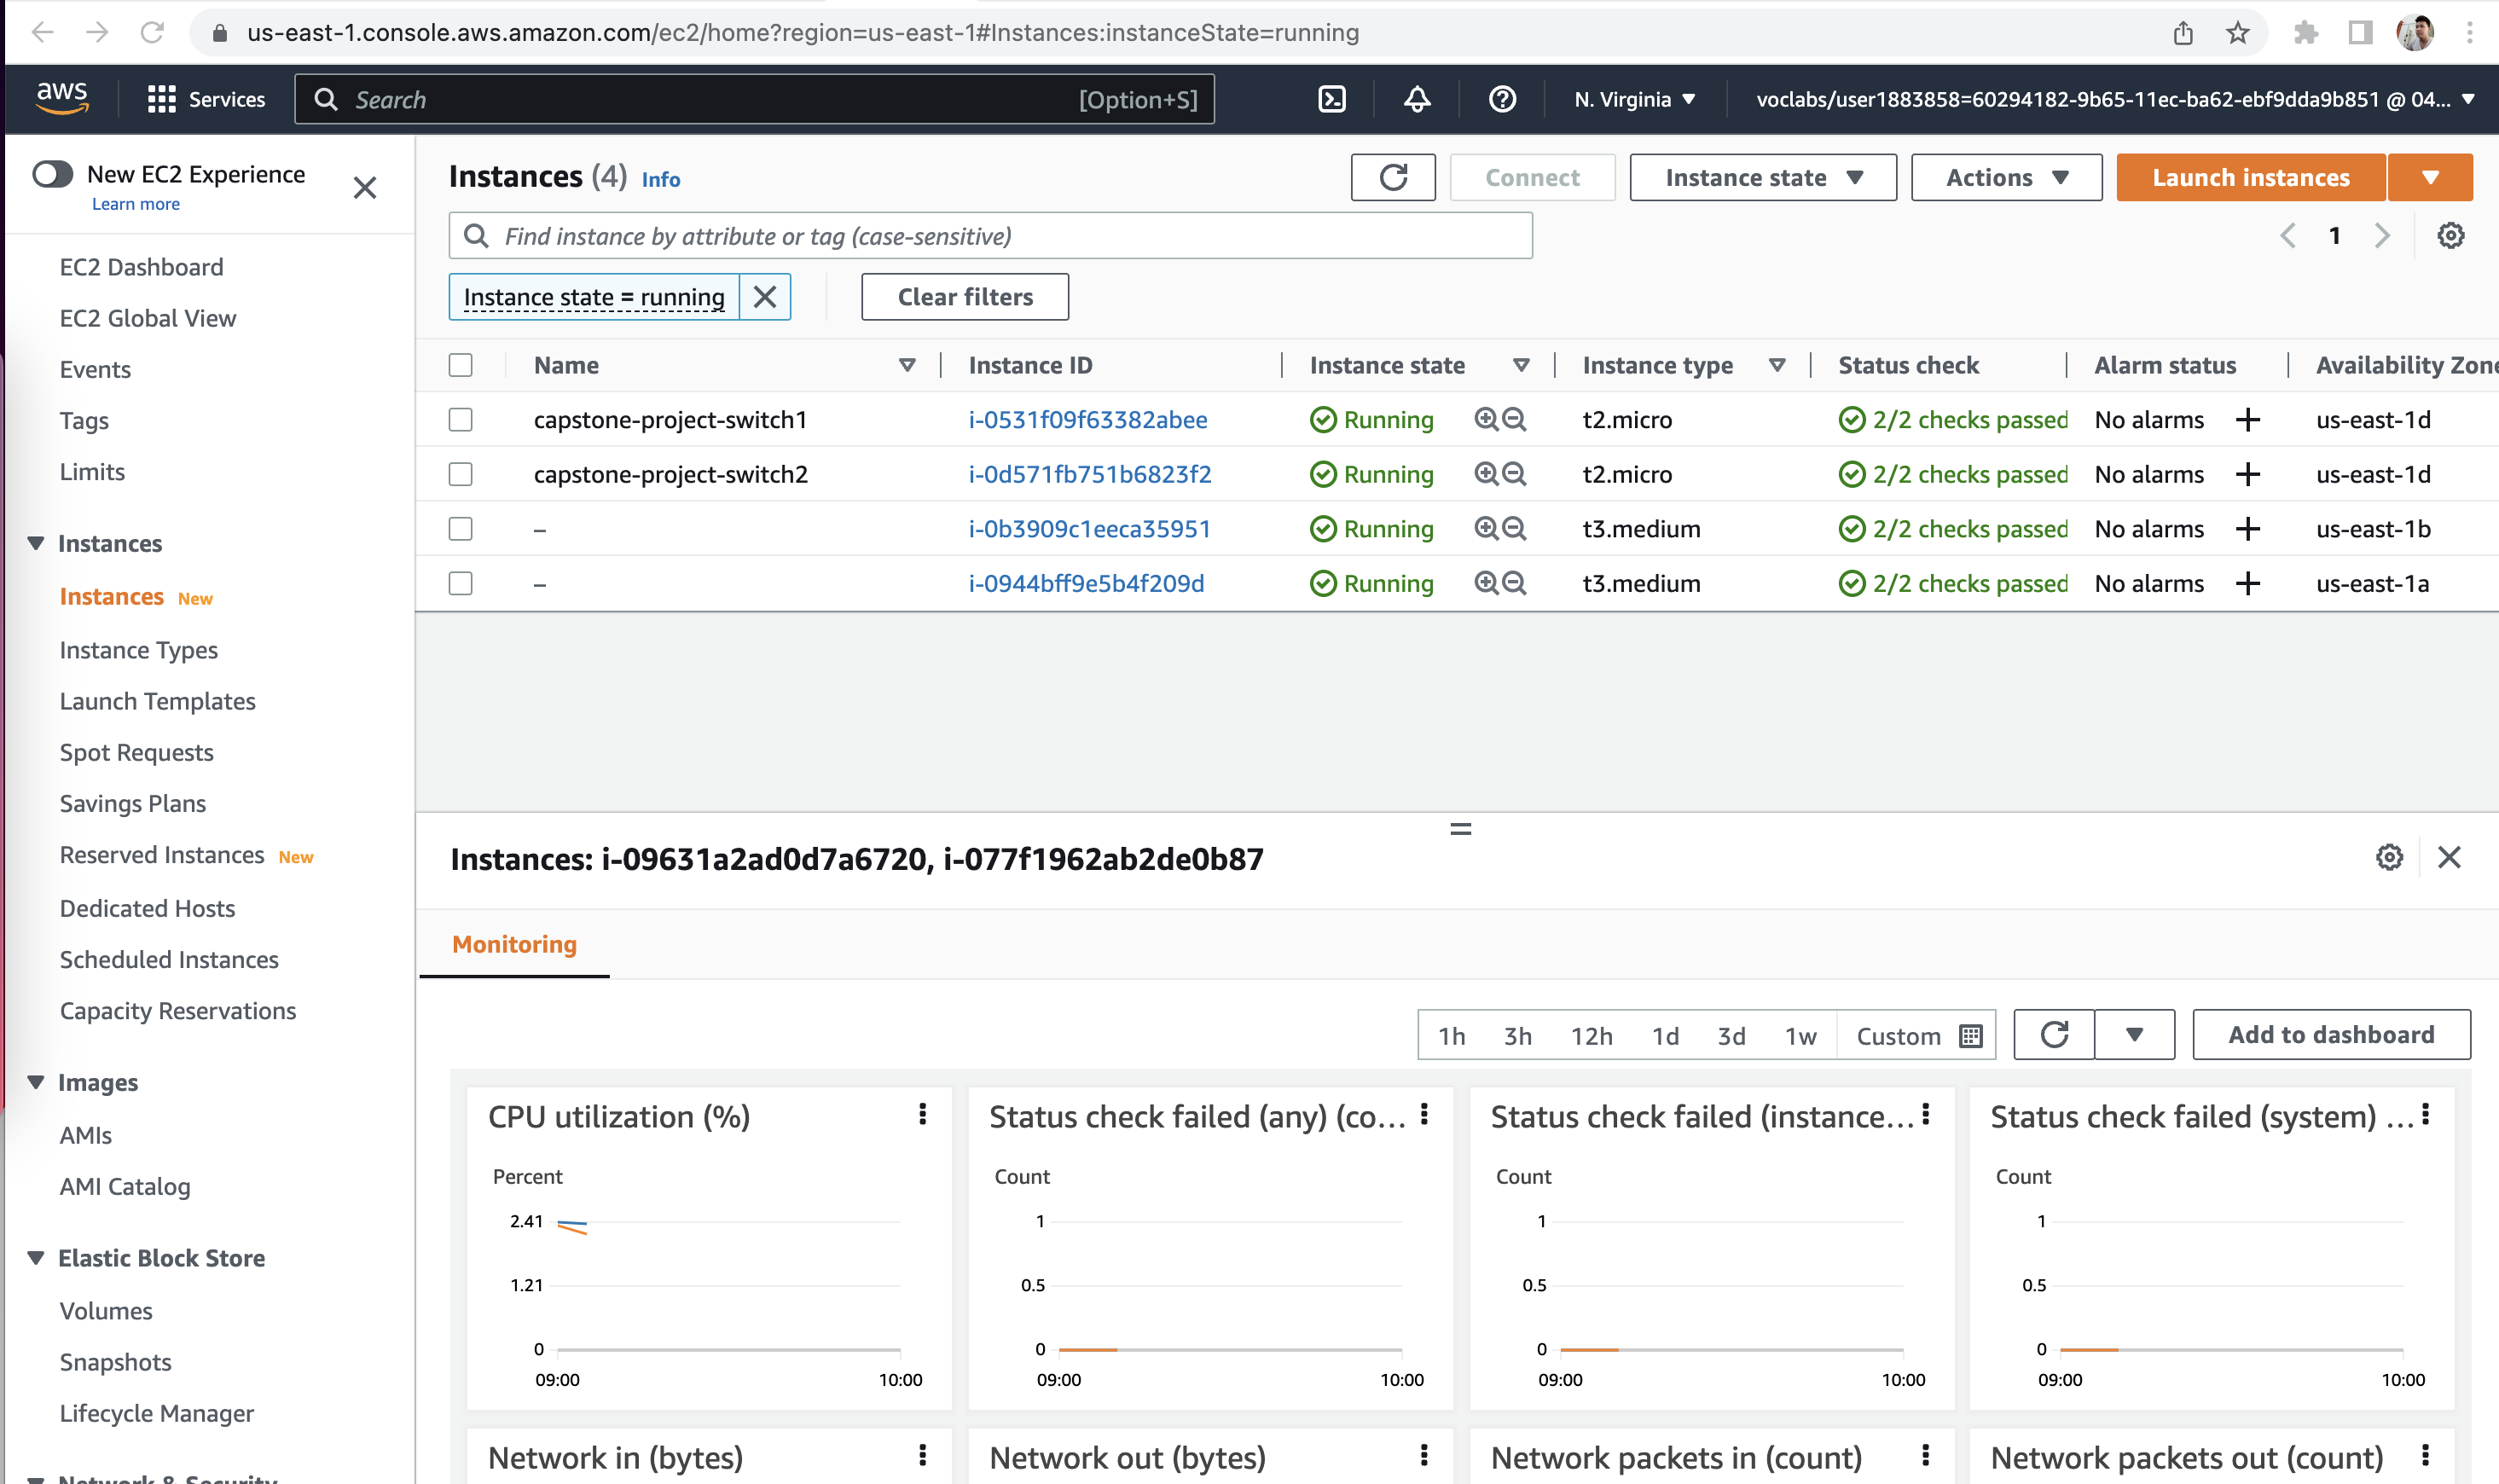 us-east-1.console.aws.amazon.com/ec2/home?region=us-east-1#Instances:instanceState=running
aws
Services
Search
[Option+S]
N. Virginia
voclabs/user1883858=60294182-9b65-11ec-ba62-ebf9dda9b851 @ 04...
New EC2 Experience
Learn more
EC2 Dashboard
EC2 Global View
Events
Tags
Limits
Instances
Instances New
Instance Types
Launch Templates
Spot Requests
Savings Plans
Reserved Instances New
Dedicated Hosts
Scheduled Instances
Capacity Reservations
Images
AMIs
AMI Catalog
Elastic Block Store
Volumes
Snapshots
Lifecycle Manager
Network & Security
Instances (4) Info
Connect
Instance state
Actions
Launch instances
Find instance by attribute or tag (case-sensitive)
1
Instance state = running
Clear filters
Name Instance ID Instance state Instance type Status check Alarm status Availability Zone
capstone-project-switch1 i-0531f09f63382abee Running t2.micro 2/2 checks passed No alarms + us-east-1d
capstone-project-switch2 i-0d571fb751b6823f2 Running t2.micro 2/2 checks passed No alarms + us-east-1d
– i-0b3909c1eeca35951 Running t3.medium 2/2 checks passed No alarms + us-east-1b
– i-0944bff9e5b4f209d Running t3.medium 2/2 checks passed No alarms + us-east-1a
Instances: i-09631a2ad0d7a6720, i-077f1962ab2de0b87
Monitoring
1h 3h 12h 1d 3d 1w Custom
Add to dashboard
CPU utilization (%)
Percent
2.41
1.21
0
09:00 10:00
Status check failed (any) (co...
Count
1
0.5
0
09:00 10:00
Status check failed (instance...
Count
1
0.5
0
09:00 10:00
Status check failed (system) ...
Count
1
0.5
0
09:00 10:00
Network in (bytes)
Network out (bytes)
Network packets in (count)
Network packets out (count)